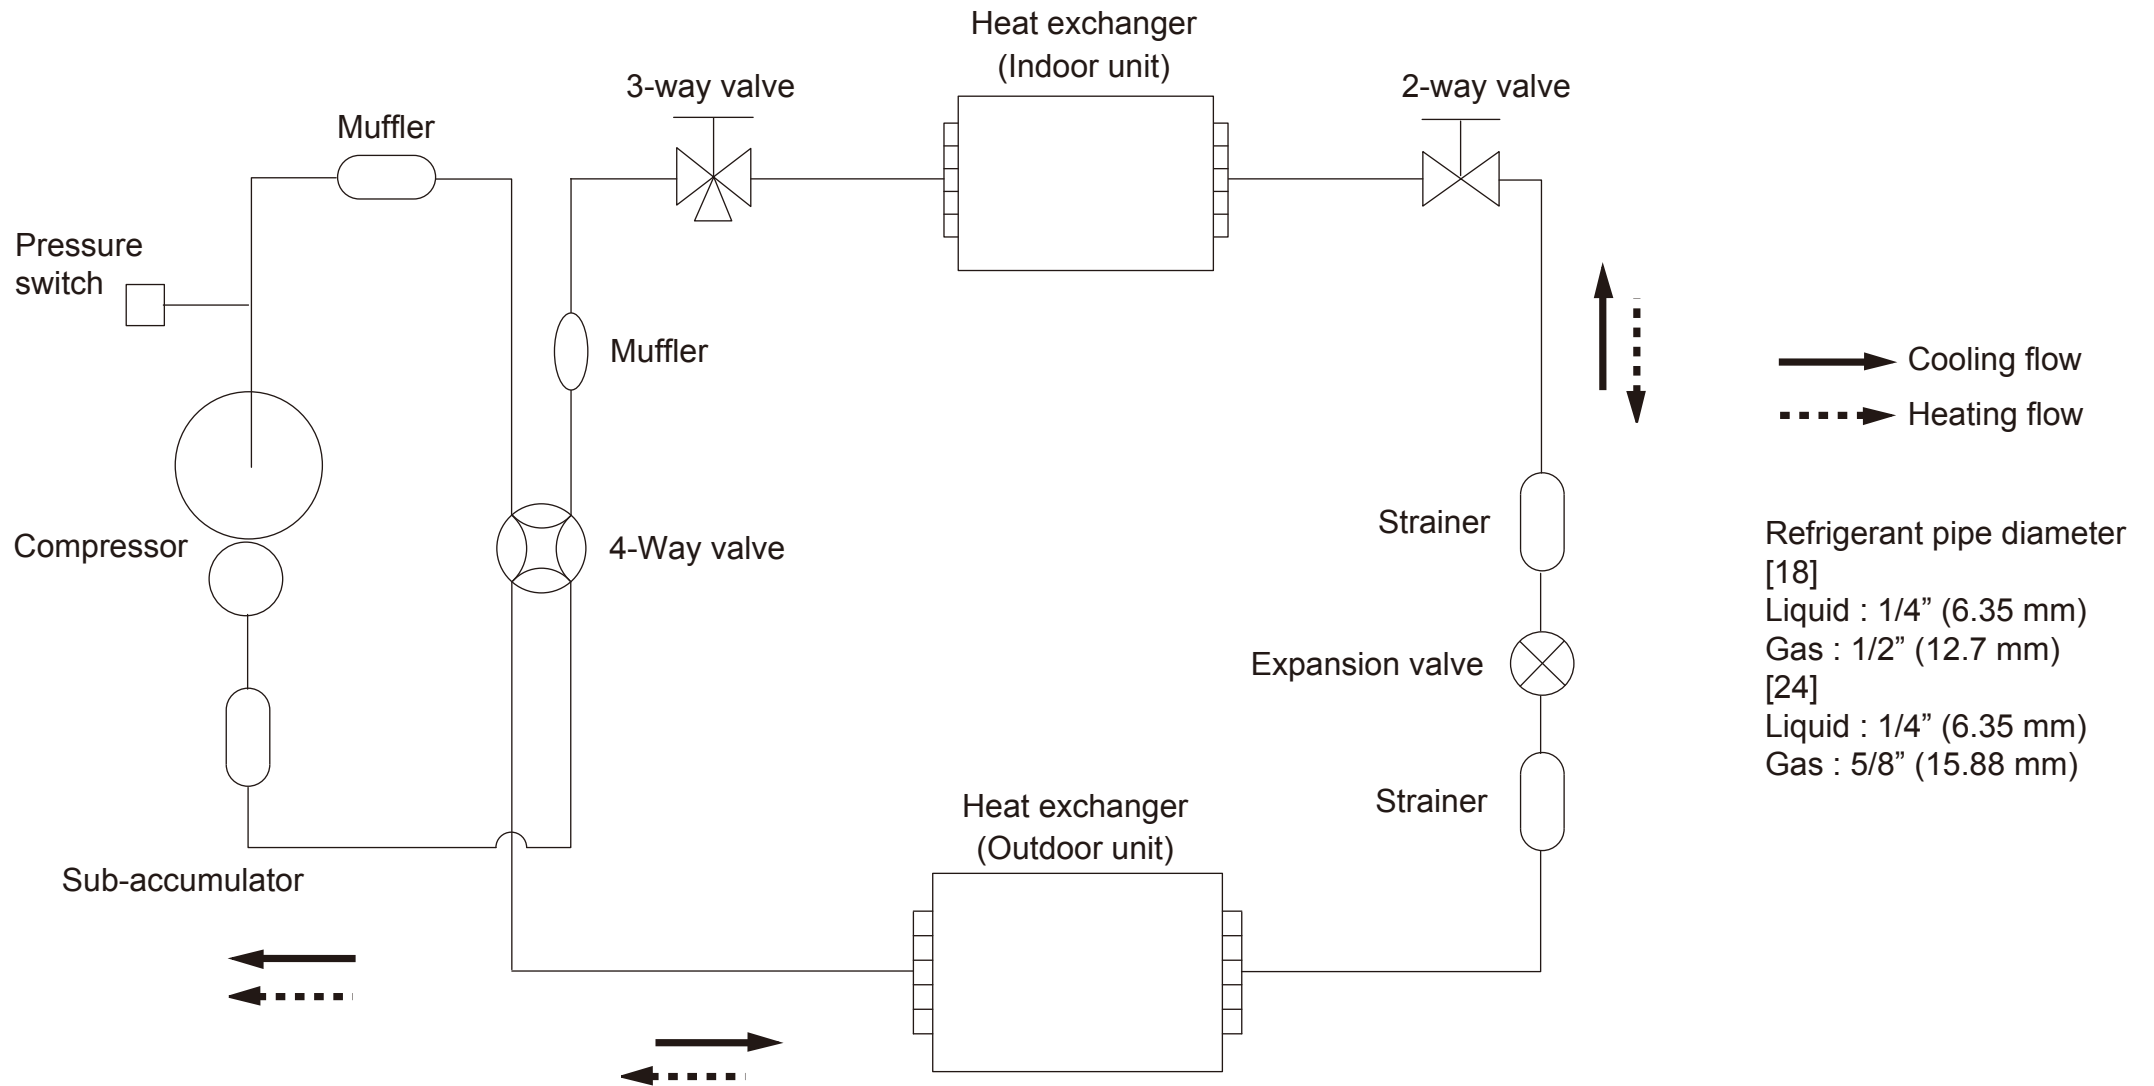 Heat exchanger
(Indoor unit)
3-way valve
2-way valve
Muffler
Pressure
switch
Muffler
Cooling flow
Heating flow
Strainer
Compressor
4-Way valve
Refrigerant pipe diameter
[18]
Liquid : 1/4” (6.35 mm)
Gas : 1/2” (12.7 mm)
[24]
Liquid : 1/4” (6.35 mm)
Gas : 5/8” (15.88 mm)
Expansion valve
Strainer
Heat exchanger
(Outdoor unit)
Sub-accumulator